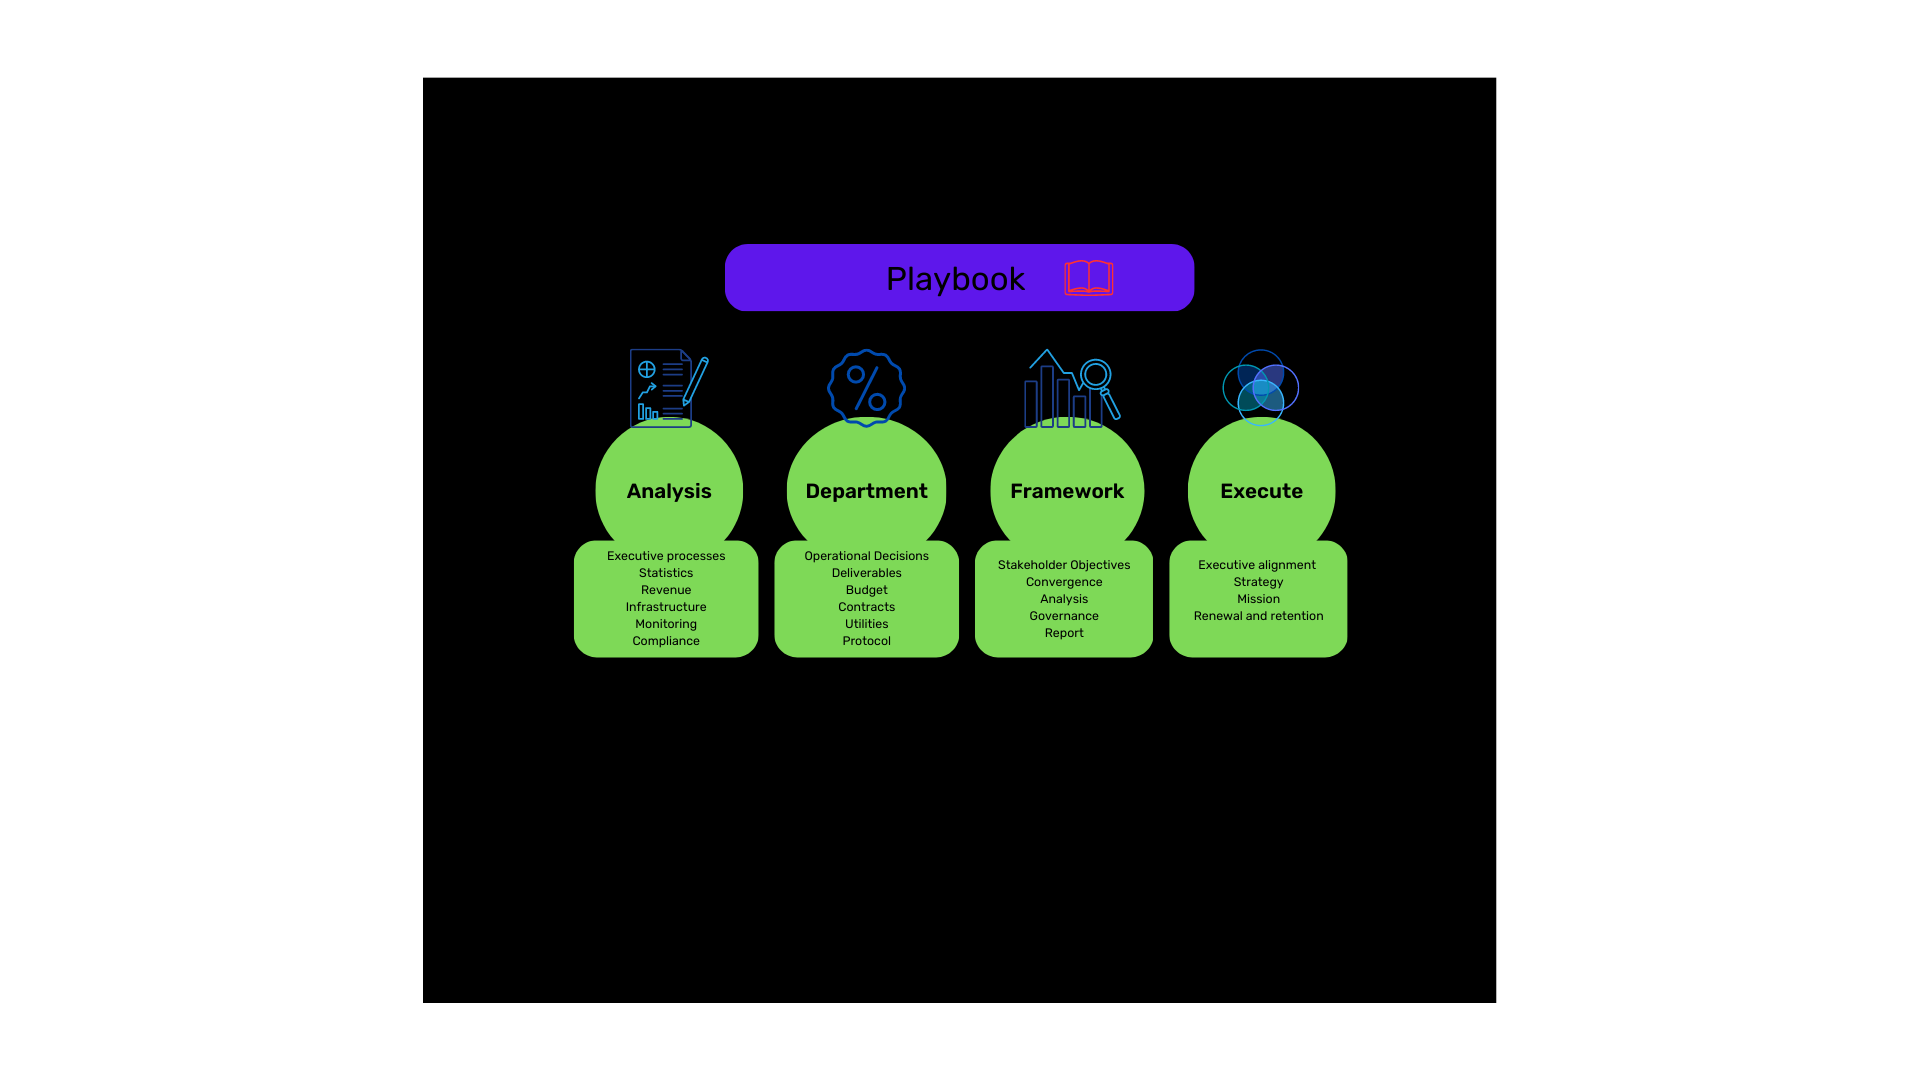 Playbook
Analysis
Executive processes
Statistics
Revenue
Infrastructure
Monitoring
Compliance
Department
Operational Decisions
Deliverables
Budget
Contracts
Utilities
Protocol
Framework
Stakeholder Objectives
Convergence
Analysis
Governance
Report
Execute
Executive alignment
Strategy
Mission
Renewal and retention